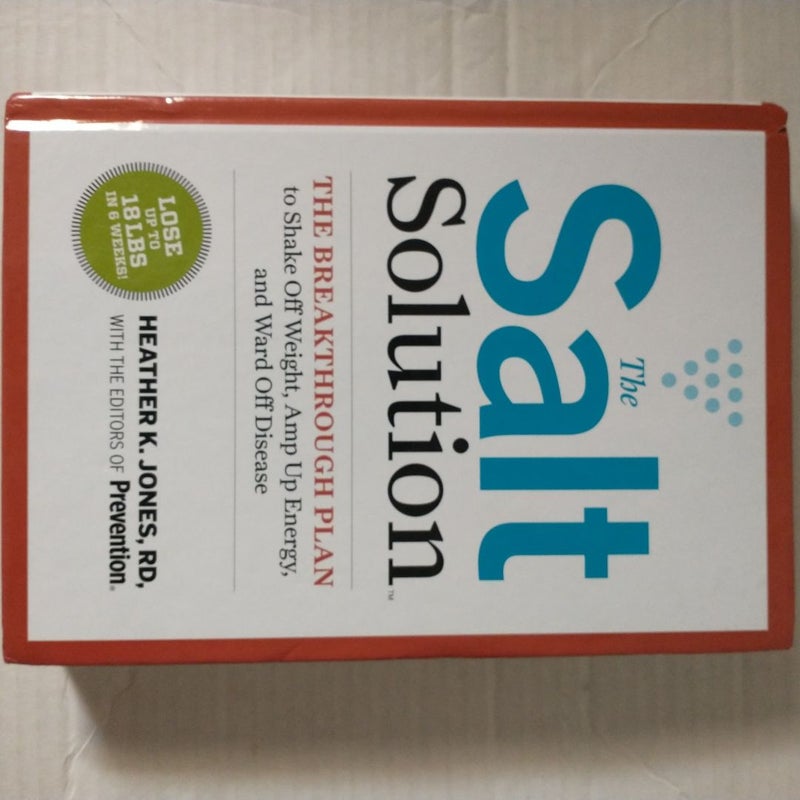 The
Salt
Solution™
THE BREAKTHROUGH PLAN
to Shake Off Weight, Amp Up Energy,
and Ward Off Disease
LOSE
UP TO
18 LBS
IN 6 WEEKS!
HEATHER K. JONES, RD,
WITH THE EDITORS OF Prevention®